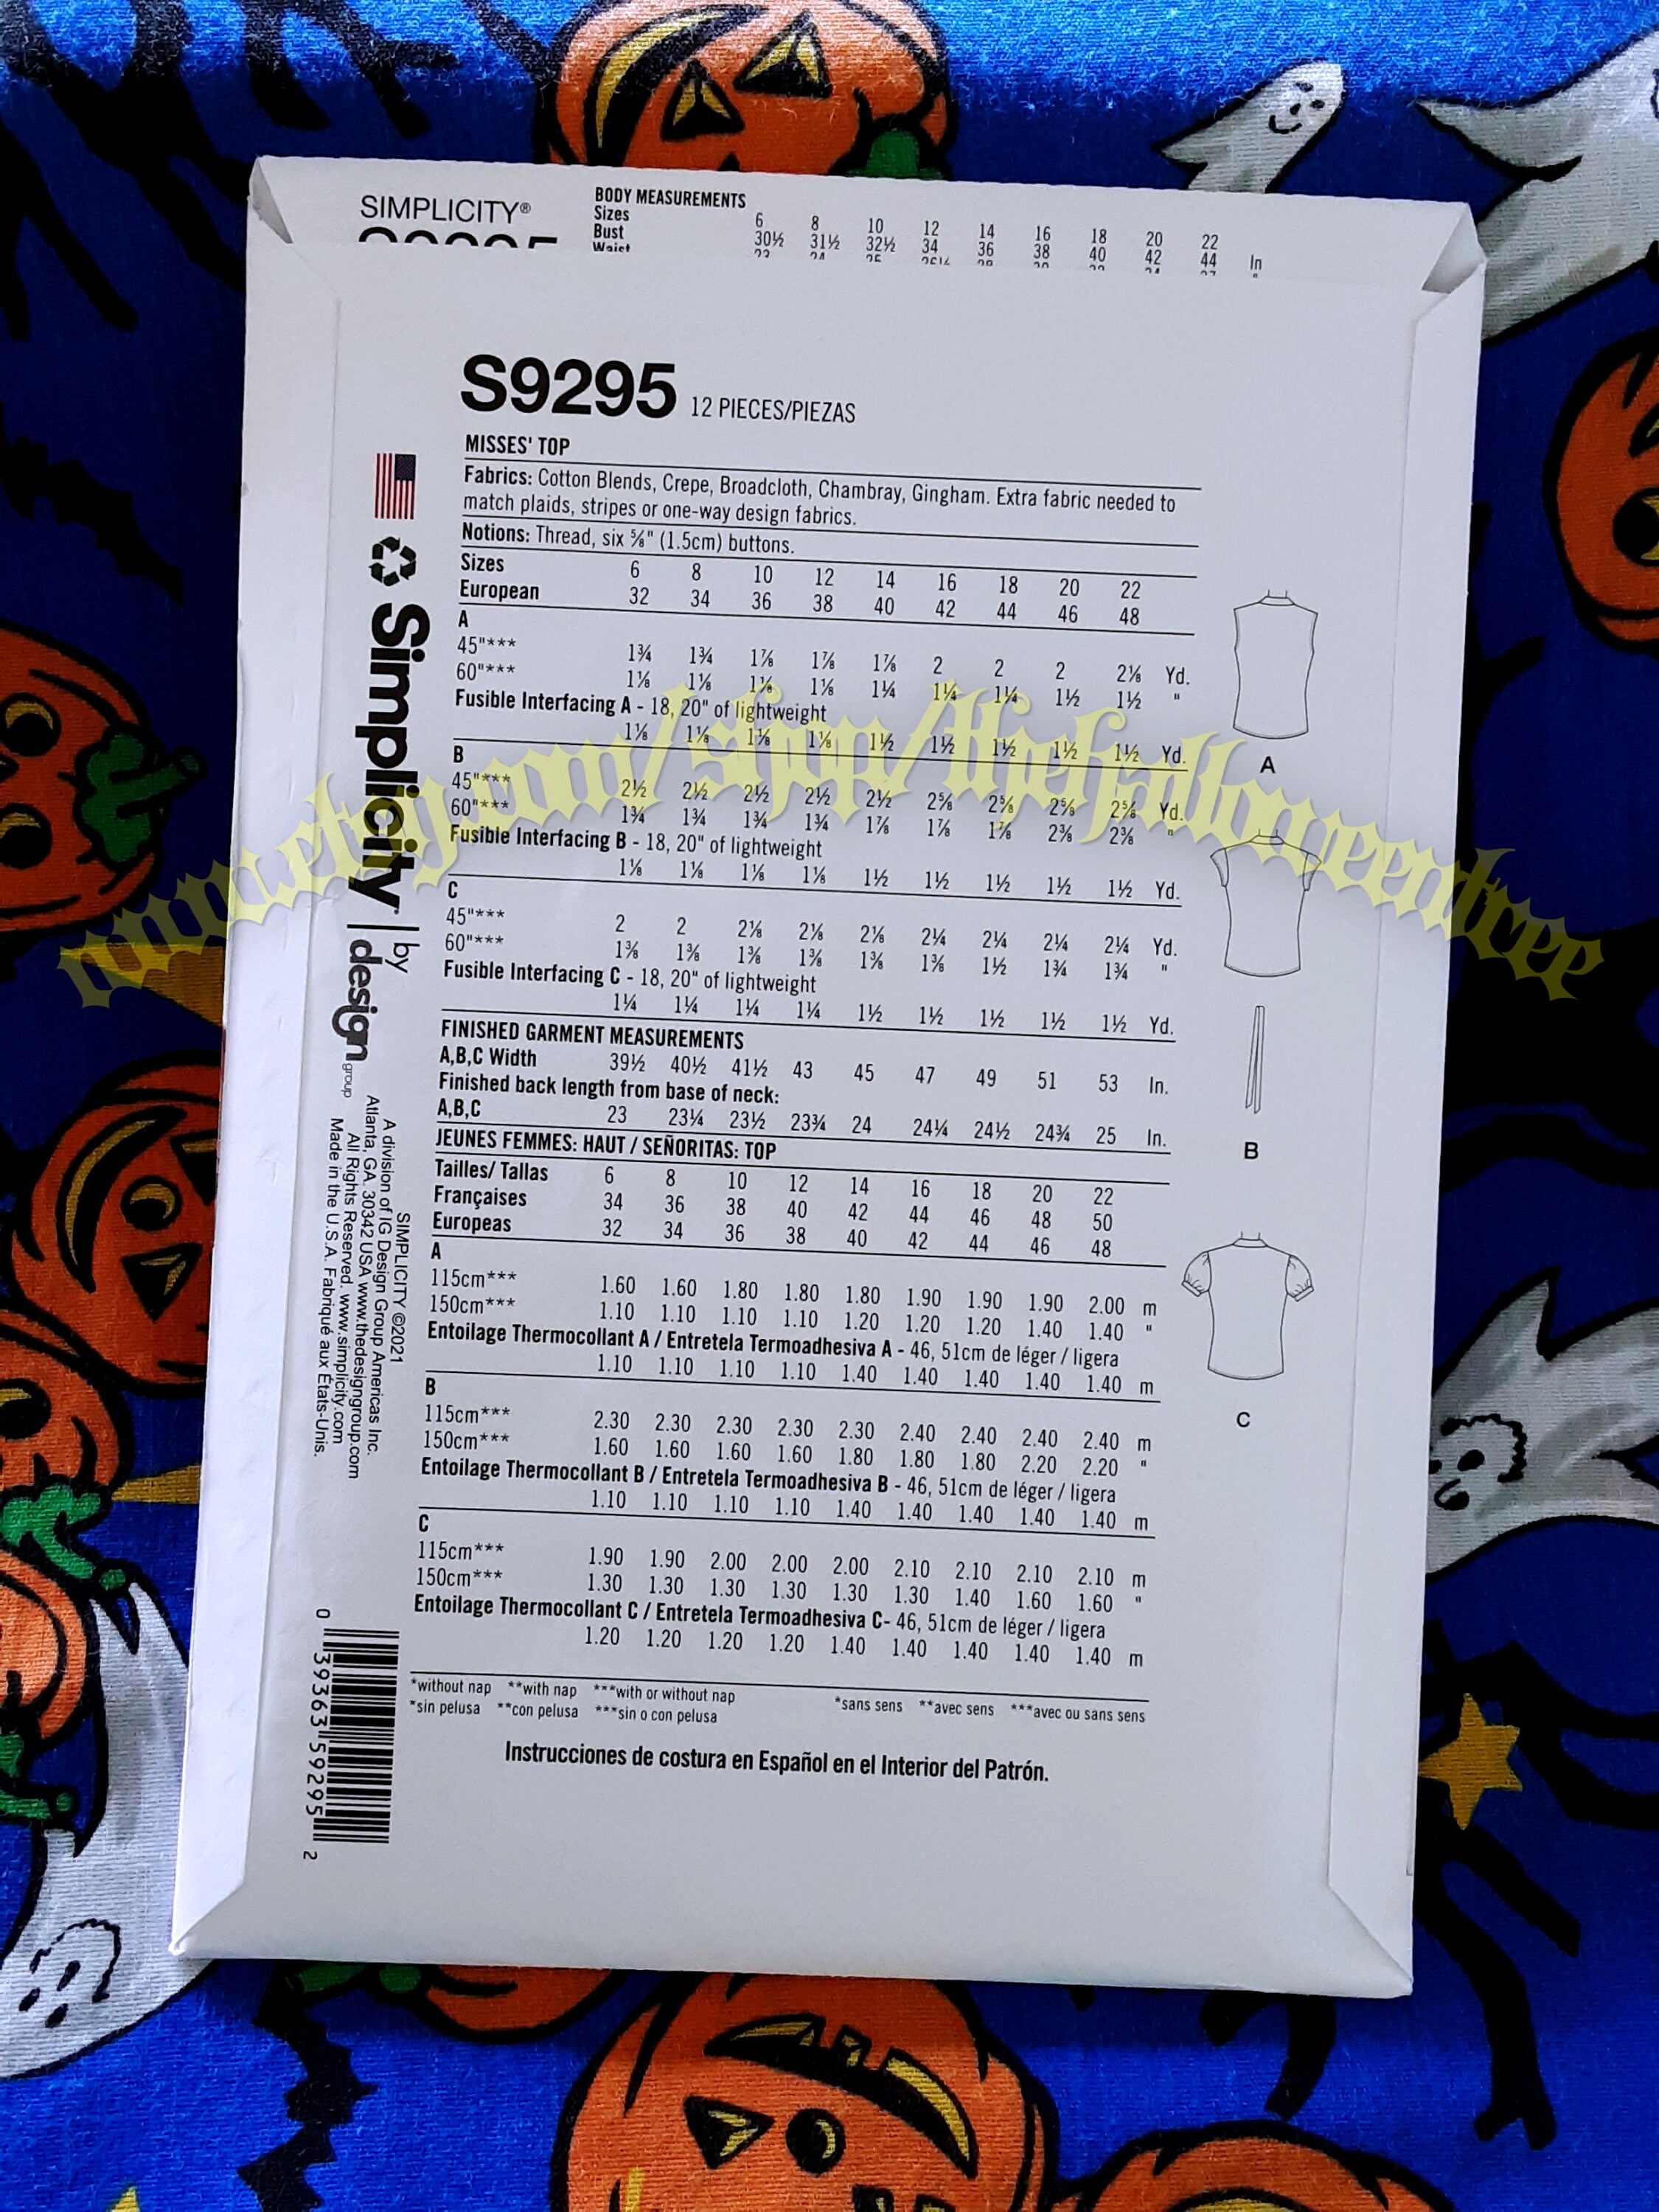 SIMPLICITY®
BODY MEASUREMENTS
Sizes 6 8 10 12 14 16 18 20 22
Bust 30½ 31½ 32½ 34 36 38 40 42 44 In
Waist
S9295 12 PIECES/PIEZAS
MISSES' TOP
Fabrics: Cotton Blends, Crepe, Broadcloth, Chambray, Gingham. Extra fabric needed to
match plaids, stripes or one-way design fabrics.
Notions: Thread, six ⅝" (1.5cm) buttons.
Sizes 6 8 10 12 14 16 18 20 22
European 32 34 36 38 40 42 44 46 48
A
45"*** 1¾ 1¾ 1⅞ 1⅞ 1⅞ 2 2 2 2⅛ Yd.
60"*** 1⅛ 1⅛ 1⅛ 1⅛ 1¼ 1¼ 1¼ 1½ 1½ "
Fusible Interfacing A - 18, 20" of lightweight
1⅛ 1⅛ 1⅛ 1⅛ 1½ 1½ 1½ 1½ 1½ Yd.
B
45"*** 2½ 2½ 2½ 2½ 2½ 2⅝ 2⅝ 2⅝ 2⅝ Yd.
60"*** 1¾ 1¾ 1¾ 1¾ 1⅞ 1⅞ 1⅞ 2⅜ 2⅜ "
Fusible Interfacing B - 18, 20" of lightweight
1⅛ 1⅛ 1⅛ 1⅛ 1½ 1½ 1½ 1½ 1½ Yd.
C
45"*** 2 2 2⅛ 2⅛ 2⅛ 2¼ 2¼ 2¼ 2¼ Yd.
60"*** 1⅜ 1⅜ 1⅜ 1⅜ 1⅜ 1⅜ 1½ 1¾ 1¾ "
Fusible Interfacing C - 18, 20" of lightweight
1¼ 1¼ 1¼ 1¼ 1½ 1½ 1½ 1½ 1½ Yd.
FINISHED GARMENT MEASUREMENTS
A,B,C Width 39½ 40½ 41½ 43 45 47 49 51 53 In.
Finished back length from base of neck:
A,B,C 23 23¼ 23½ 23¾ 24 24¼ 24½ 24¾ 25 In.
JEUNES FEMMES: HAUT / SEÑORITAS: TOP
Tailles/ Tallas 6 8 10 12 14 16 18 20 22
Françaises 34 36 38 40 42 44 46 48 50
Europeas 32 34 36 38 40 42 44 46 48
A
115cm*** 1.60 1.60 1.80 1.80 1.80 1.90 1.90 1.90 2.00 m
150cm*** 1.10 1.10 1.10 1.10 1.20 1.20 1.20 1.40 1.40 "
Entoilage Thermocollant A / Entretela Termoadhesiva A - 46, 51cm de léger / ligera
1.10 1.10 1.10 1.10 1.40 1.40 1.40 1.40 1.40 m
B
115cm*** 2.30 2.30 2.30 2.30 2.30 2.40 2.40 2.40 2.40 m
150cm*** 1.60 1.60 1.60 1.60 1.80 1.80 1.80 2.20 2.20 "
Entoilage Thermocollant B / Entretela Termoadhesiva B - 46, 51cm de léger / ligera
1.10 1.10 1.10 1.10 1.40 1.40 1.40 1.40 1.40 m
C
115cm*** 1.90 1.90 2.00 2.00 2.00 2.10 2.10 2.10 2.10 m
150cm*** 1.30 1.30 1.30 1.30 1.30 1.30 1.40 1.60 1.60 "
Entoilage Thermocollant C / Entretela Termoadhesiva C- 46, 51cm de léger / ligera
1.20 1.20 1.20 1.20 1.40 1.40 1.40 1.40 1.40 m
*without nap **with nap ***with or without nap *sans sens **avec sens ***avec ou sans sens
*sin pelusa **con pelusa ***sin o con pelusa
Instrucciones de costura en Español en el Interior del Patrón.
A
B
C
Simplicity | by design group
SIMPLICITY ©2021
A division of IG Design Group Americas Inc.
Atlanta, GA. 30342 USA www.thedesigngroup.com
All Rights Reserved. www.simplicity.com
Made in the U.S.A. Fabriqué aux États-Unis.
0 39363 59295 2
www.etsy.com/shop/thehalloweentree